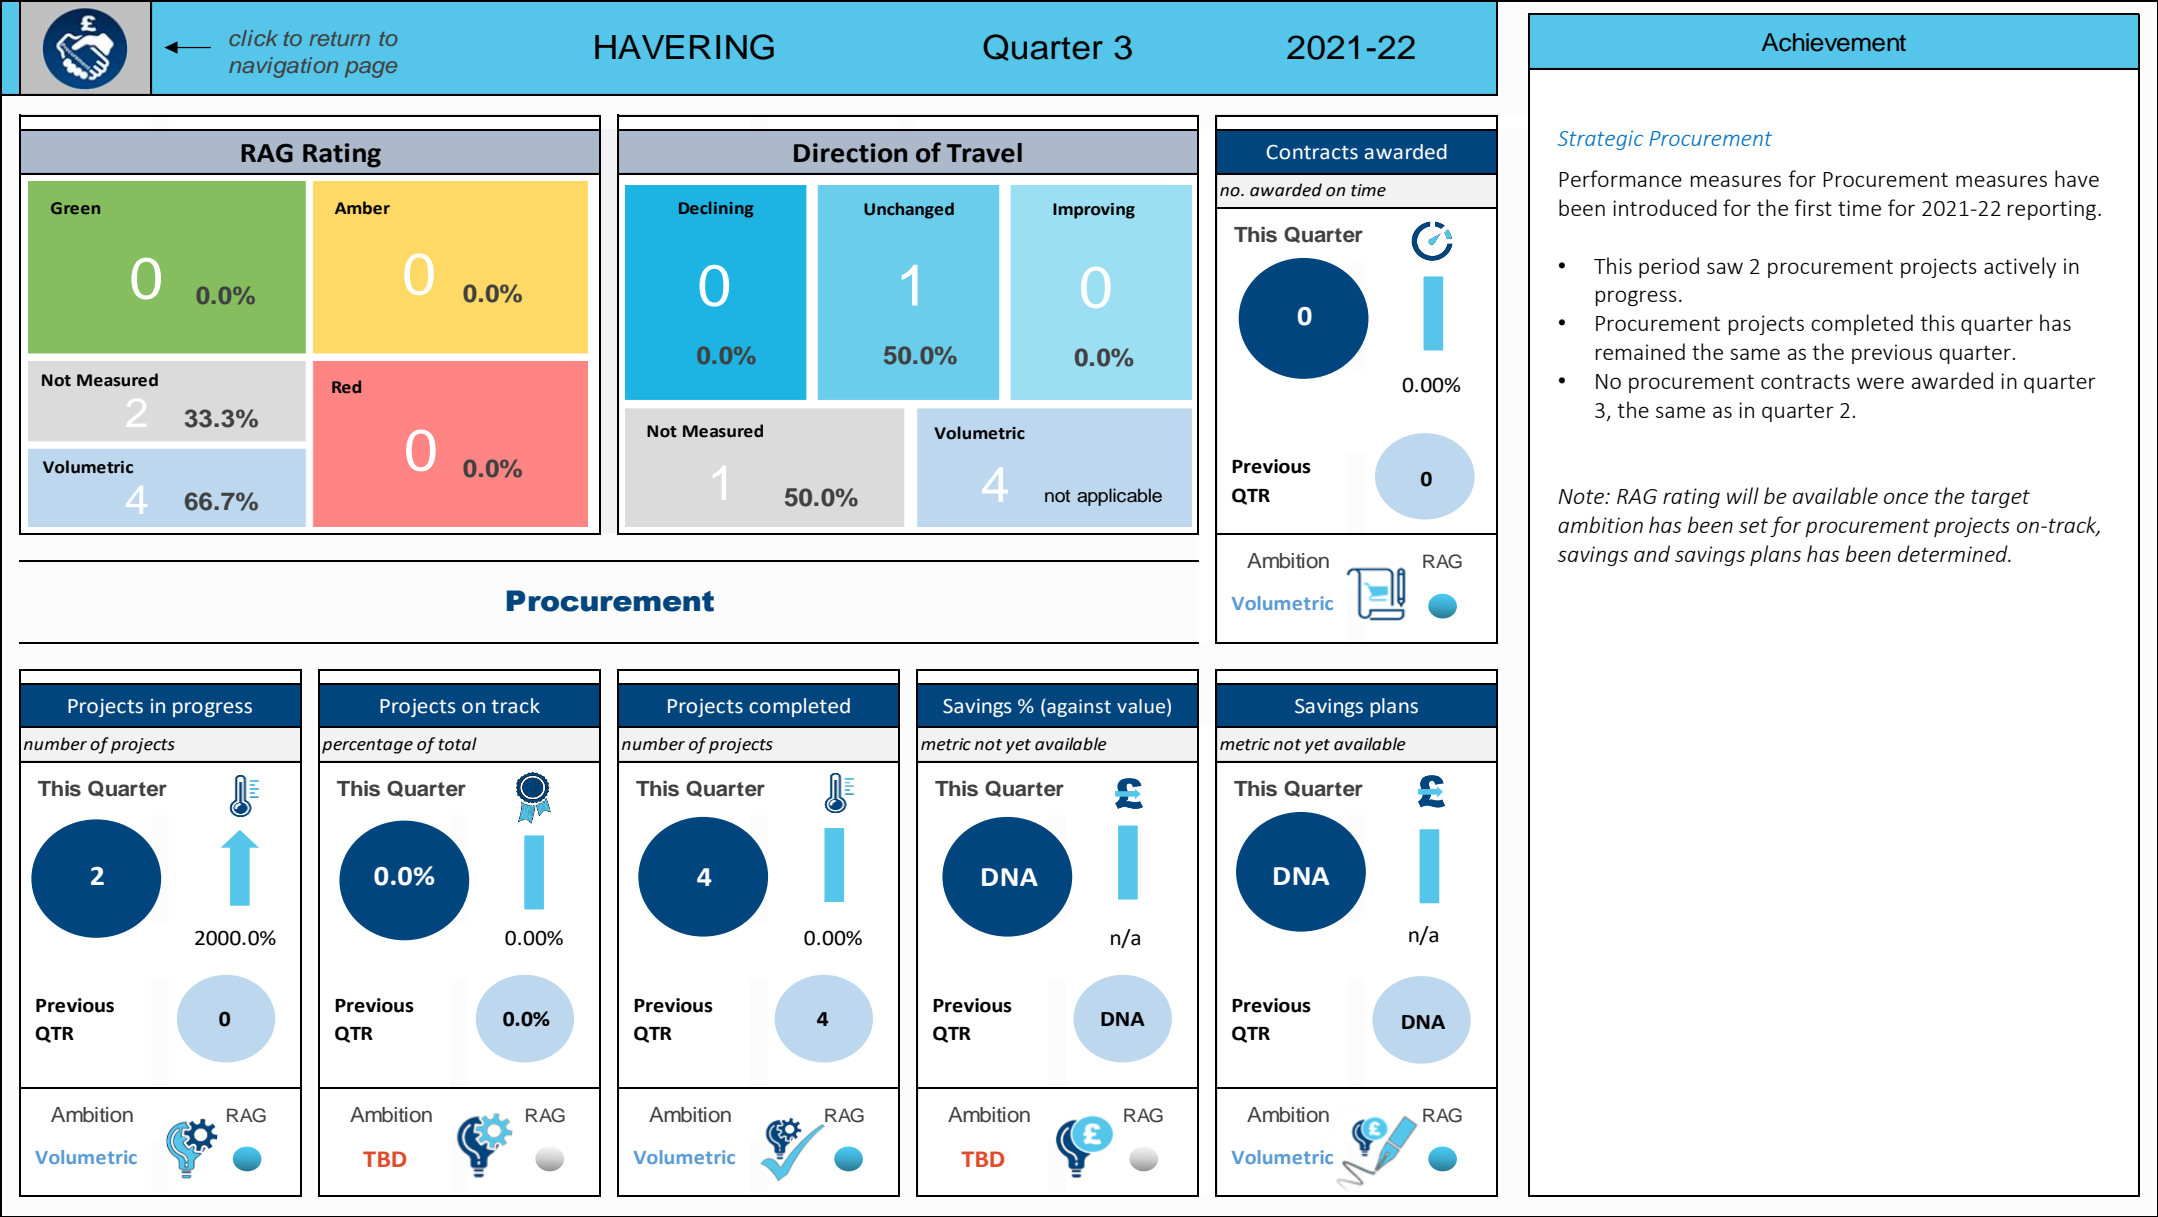 click to return to
navigation page
HAVERING
Quarter 3
2021-22
RAG Rating
Green
0
0.0%
Amber
0
0.0%
Not Measured
2
33.3%
Volumetric
4
66.7%
Red
0
0.0%
Direction of Travel
Declining
0
0.0%
Unchanged
1
50.0%
Improving
0
0.0%
Not Measured
1
50.0%
Volumetric
4
not applicable
Contracts awarded
no. awarded on time
This Quarter
0
0.00%
Previous
QTR
0
Ambition
RAG
Volumetric
Procurement
Projects in progress
number of projects
This Quarter
2
2000.0%
Previous
QTR
0
Ambition
RAG
Volumetric
Projects on track
percentage of total
This Quarter
0.0%
0.00%
Previous
QTR
0.0%
Ambition
RAG
TBD
Projects completed
number of projects
This Quarter
4
0.00%
Previous
QTR
4
Ambition
RAG
Volumetric
Savings % (against value)
metric not yet available
This Quarter
£
DNA
n/a
Previous
QTR
DNA
Ambition
£
RAG
TBD
Savings plans
metric not yet available
This Quarter
£
DNA
n/a
Previous
QTR
DNA
Ambition
£
RAG
Volumetric
Achievement
Strategic Procurement
Performance measures for Procurement measures have
been introduced for the first time for 2021-22 reporting.
• This period saw 2 procurement projects actively in
progress.
• Procurement projects completed this quarter has
remained the same as the previous quarter.
• No procurement contracts were awarded in quarter
3, the same as in quarter 2.
Note: RAG rating will be available once the target
ambition has been set for procurement projects on-track,
savings and savings plans has been determined.